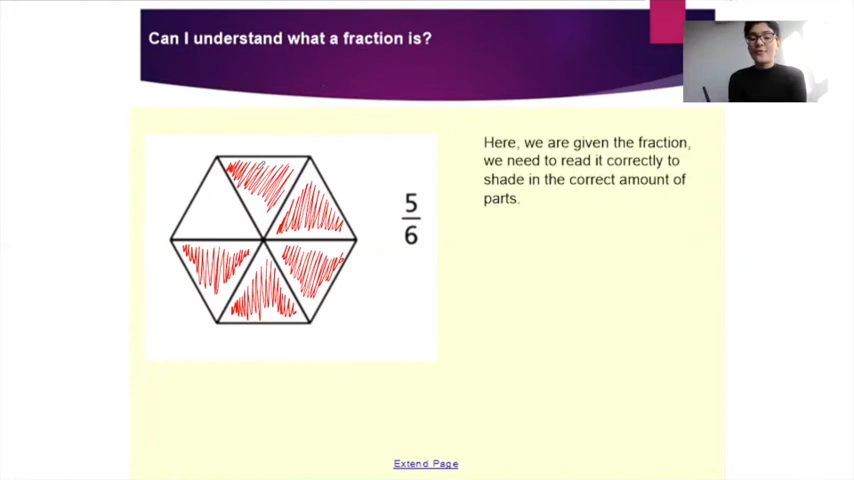 Can I understand what a fraction is?
Here, we are given the fraction,
we need to read it correctly to
shade in the correct amount of
parts.
5
6
Extend Page